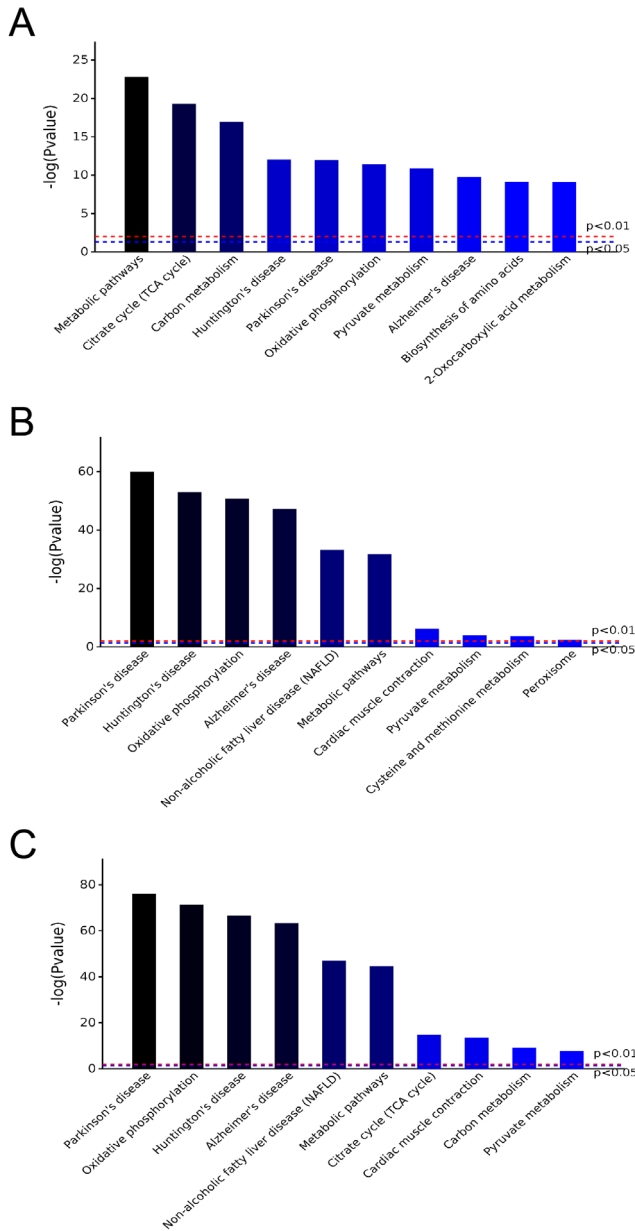 A
-log(Pvalue)
25
20
15
10
5
0
p<0.01
p<0.05
Metabolic pathways
Citrate cycle (TCA cycle)
Carbon metabolism
Huntington's disease
Parkinson's disease
Oxidative phosphorylation
Pyruvate metabolism
Alzheimer's disease
Biosynthesis of amino acids
2-Oxocarboxylic acid metabolism
B
-log(Pvalue)
60
40
20
0
p<0.01
p<0.05
Parkinson's disease
Huntington's disease
Oxidative phosphorylation
Alzheimer's disease
Non-alcoholic fatty liver disease (NAFLD)
Metabolic pathways
Cardiac muscle contraction
Pyruvate metabolism
Cysteine and methionine metabolism
Peroxisome
C
-log(Pvalue)
80
60
40
20
0
p<0.01
p<0.05
Parkinson's disease
Oxidative phosphorylation
Huntington's disease
Alzheimer's disease
Non-alcoholic fatty liver disease (NAFLD)
Metabolic pathways
Citrate cycle (TCA cycle)
Cardiac muscle contraction
Carbon metabolism
Pyruvate metabolism